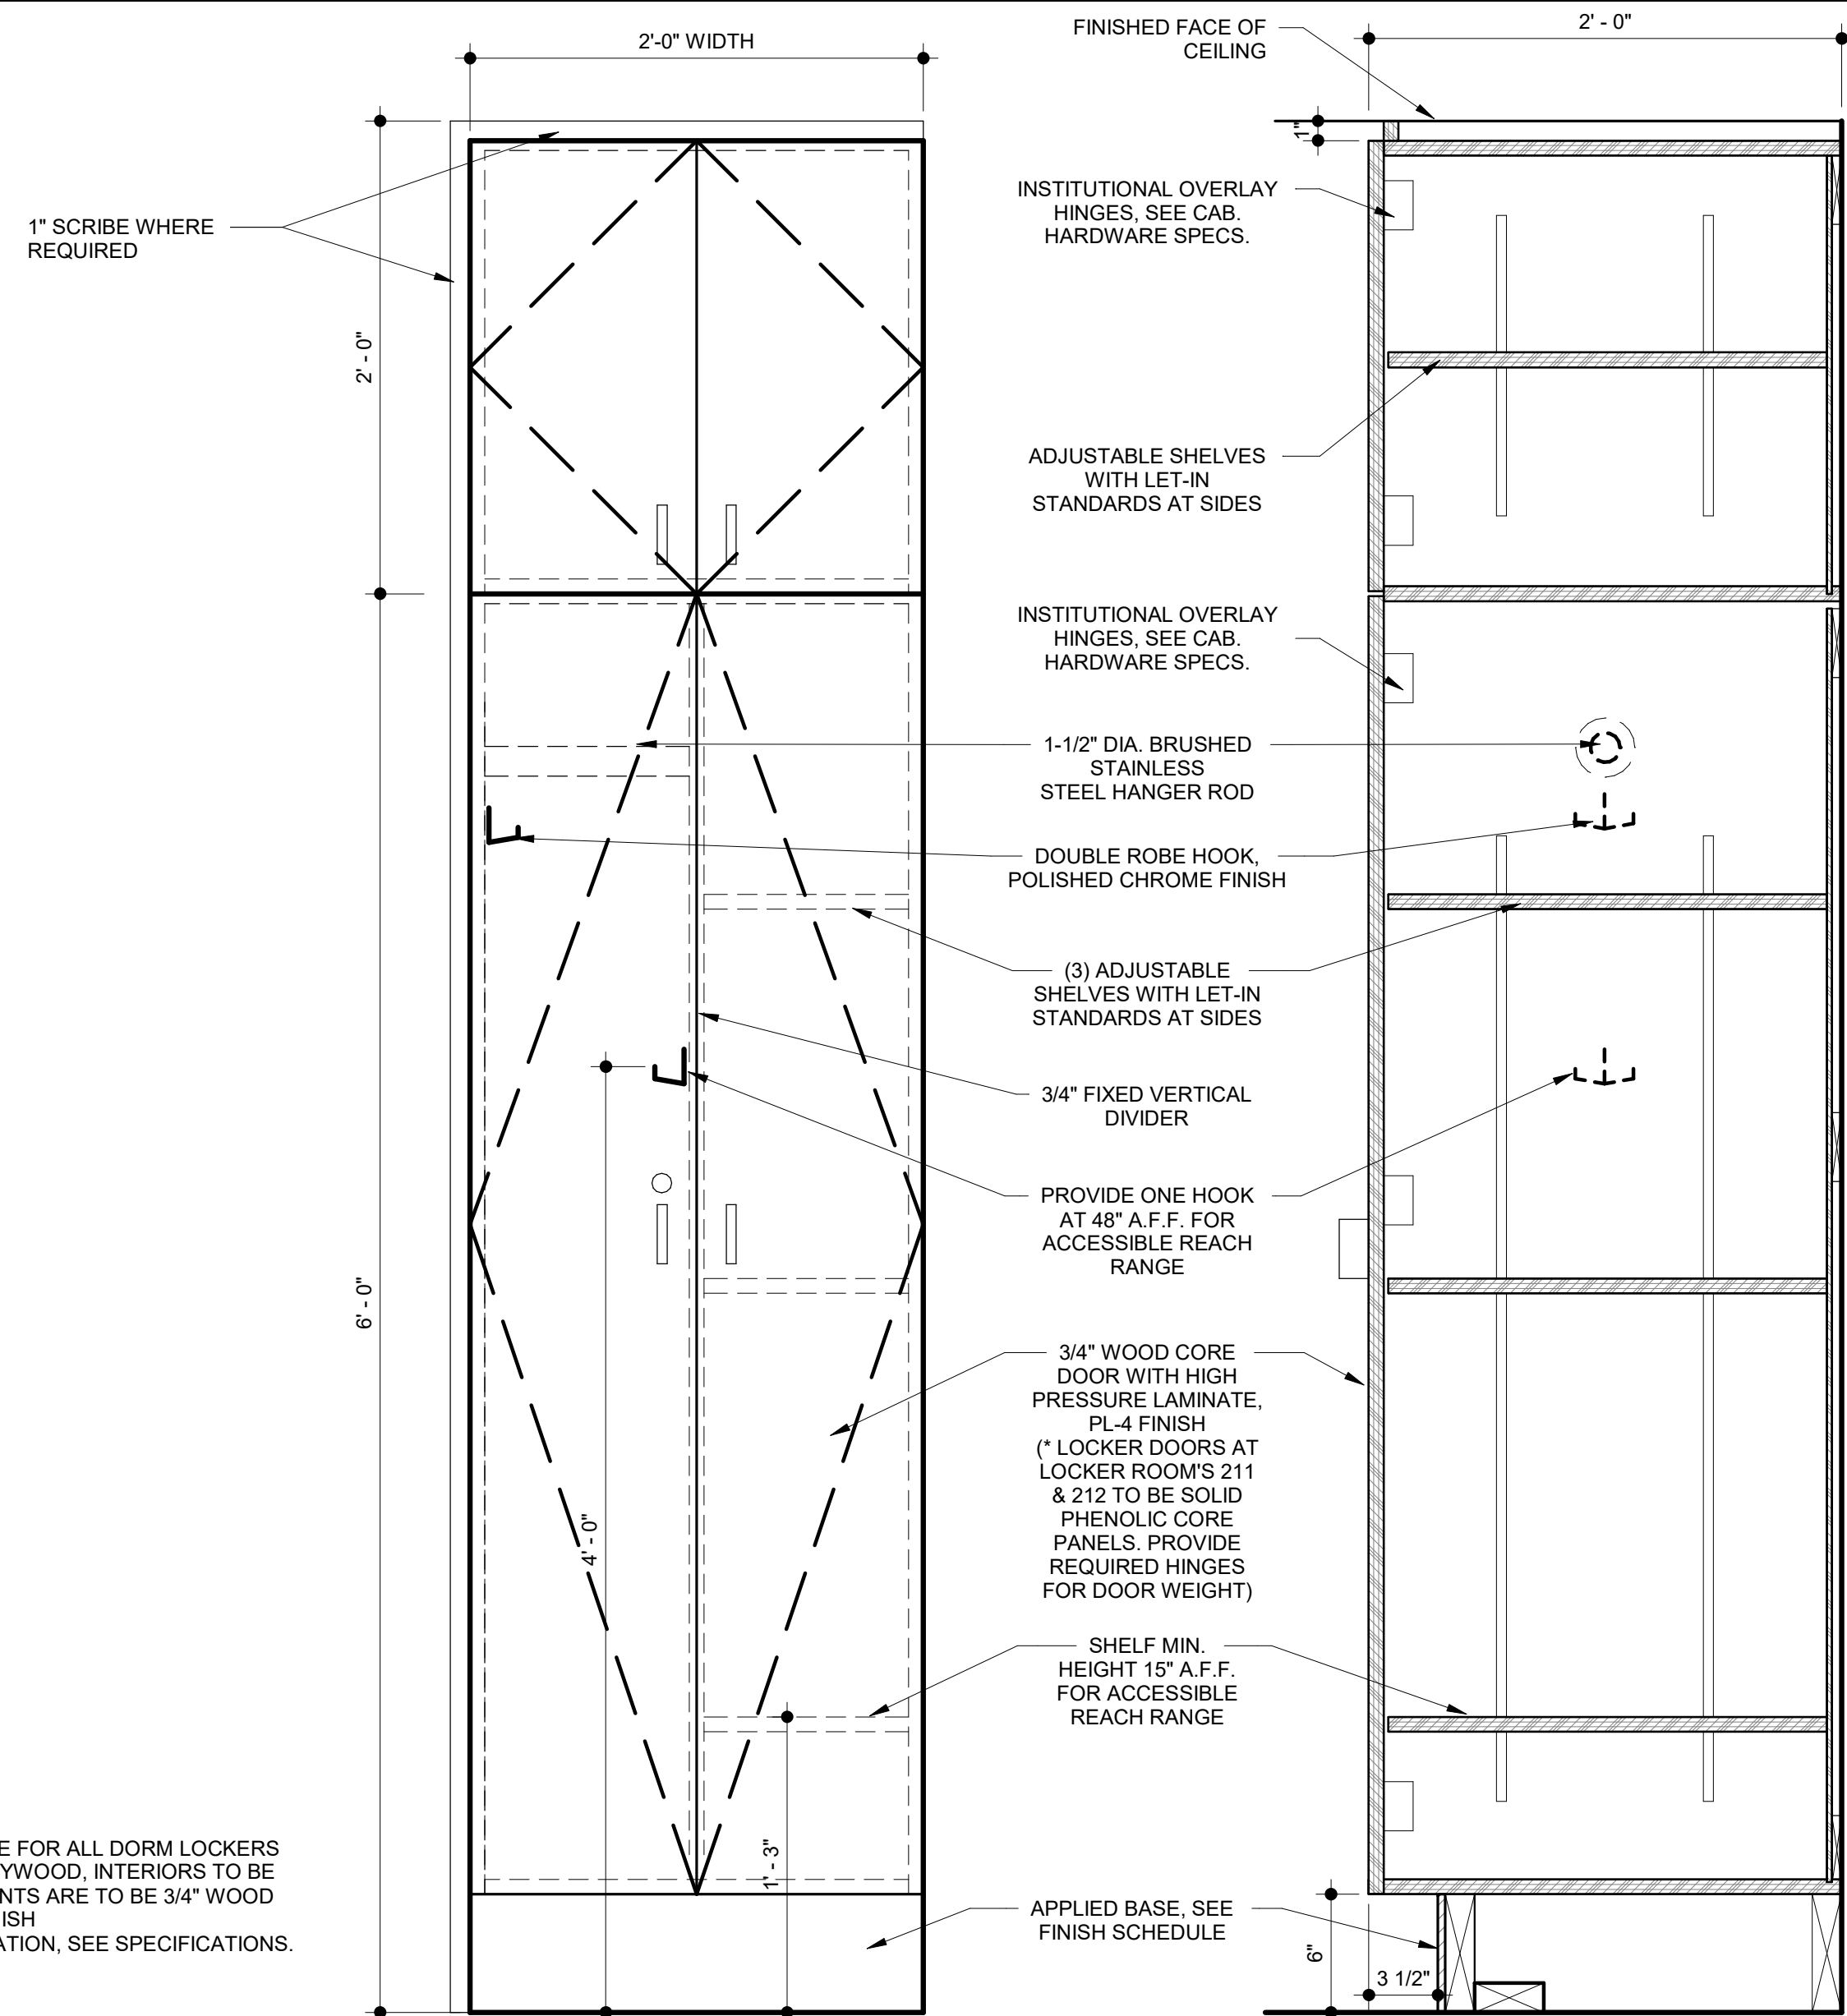 2'-0" WIDTH
FINISHED FACE OF
CEILING
2' - 0"
1"
1" SCRIBE WHERE
REQUIRED
2' - 0"
INSTITUTIONAL OVERLAY
HINGES, SEE CAB.
HARDWARE SPECS.
ADJUSTABLE SHELVES
WITH LET-IN
STANDARDS AT SIDES
INSTITUTIONAL OVERLAY
HINGES, SEE CAB.
HARDWARE SPECS.
1-1/2" DIA. BRUSHED
STAINLESS
STEEL HANGER ROD
DOUBLE ROBE HOOK,
POLISHED CHROME FINISH
(3) ADJUSTABLE
SHELVES WITH LET-IN
STANDARDS AT SIDES
3/4" FIXED VERTICAL
DIVIDER
PROVIDE ONE HOOK
AT 48" A.F.F. FOR
ACCESSIBLE REACH
RANGE
6' - 0"
3/4" WOOD CORE
DOOR WITH HIGH
PRESSURE LAMINATE,
PL-4 FINISH
(* LOCKER DOORS AT
LOCKER ROOM'S 211
& 212 TO BE SOLID
PHENOLIC CORE
PANELS. PROVIDE
REQUIRED HINGES
FOR DOOR WEIGHT)
4' - 0"
SHELF MIN.
HEIGHT 15" A.F.F.
FOR ACCESSIBLE
REACH RANGE
1' - 3"
E FOR ALL DORM LOCKERS
YWOOD, INTERIORS TO BE
NTS ARE TO BE 3/4" WOOD
ISH
ATION, SEE SPECIFICATIONS.
APPLIED BASE, SEE
FINISH SCHEDULE
6"
3 1/2"